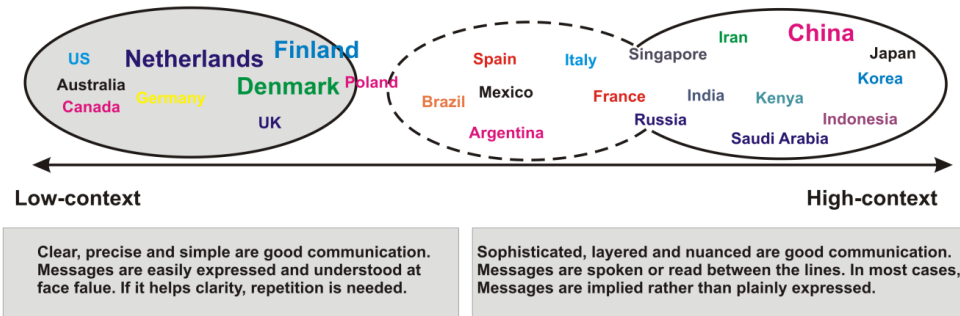 US
Netherlands
Finland
Australia
Canada
Germany
Denmark
Poland
UK
Spain
Italy
Brazil
Mexico
France
Argentina
Singapore
Iran
China
Japan
Korea
India
Kenya
Russia
Indonesia
Saudi Arabia
Low-context
High-context
Clear, precise and simple are good communication.
Messages are easily expressed and understood at
face falue. If it helps clarity, repetition is needed.
Sophisticated, layered and nuanced are good communication.
Messages are spoken or read between the lines. In most cases,
Messages are implied rather than plainly expressed.